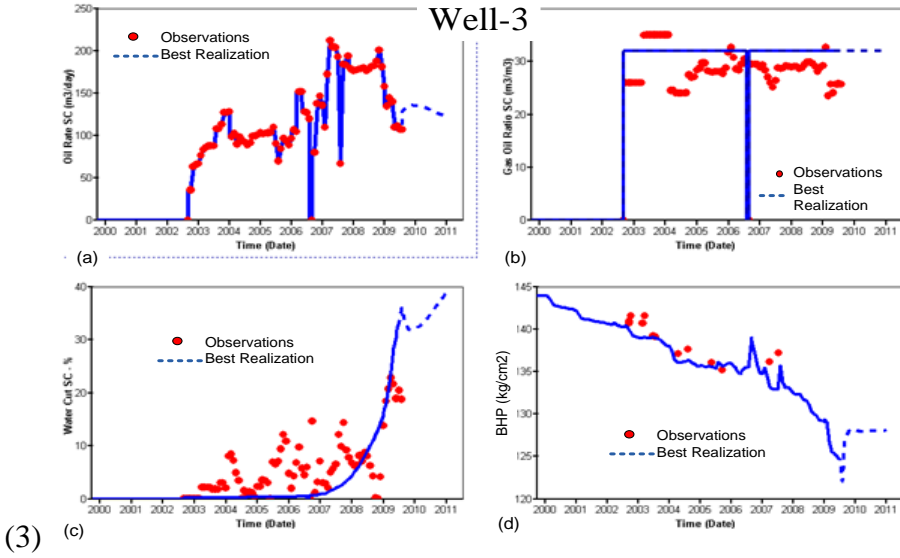 Well-3
Observations
Best Realization
Oil Rate SC (m3/day)
250
200
150
100
50
0
2000 2001 2002 2003 2004 2005 2006 2007 2008 2009 2010 2011
Time (Date)
(a)
Observations
Best
Realization
Gas Oil Ratio SC (m3/m3)
30
20
10
0
2000 2001 2002 2003 2004 2005 2006 2007 2008 2009 2010 2011
Time (Date)
(b)
Observations
Best Realization
Water Cut SC - %
40
30
20
10
0
2000 2001 2002 2003 2004 2005 2006 2007 2008 2009 2010 2011
Time (Date)
(c)
Observations
Best Realization
BHP (kg/cm2)
145
140
135
130
125
120
2000 2001 2002 2003 2004 2005 2006 2007 2008 2009 2010 2011
Time (Date)
(d)
(3)